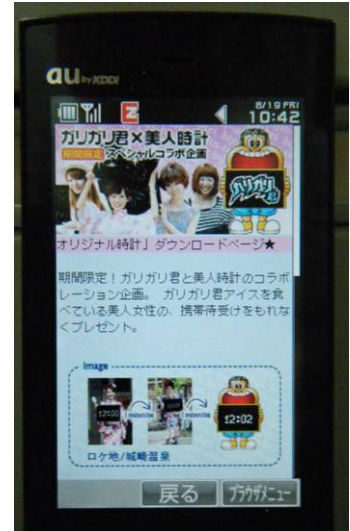 au by KDDI
8/19 FRI
10:42
ガリガリ君×美人時計
期間限定 スペシャルコラボ企画
ガリガリ君
オリジナル時計」ダウンロードページ★
期間限定！ガリガリ君と美人時計のコラボ
レーション企画。 ガリガリ君アイスを食
べている美人女性の、携帯待受けをもれな
くプレゼント。
image
12:00
1minuite
1minuite
12:02
ロケ地/城崎温泉
戻る
ブラウザメニュー